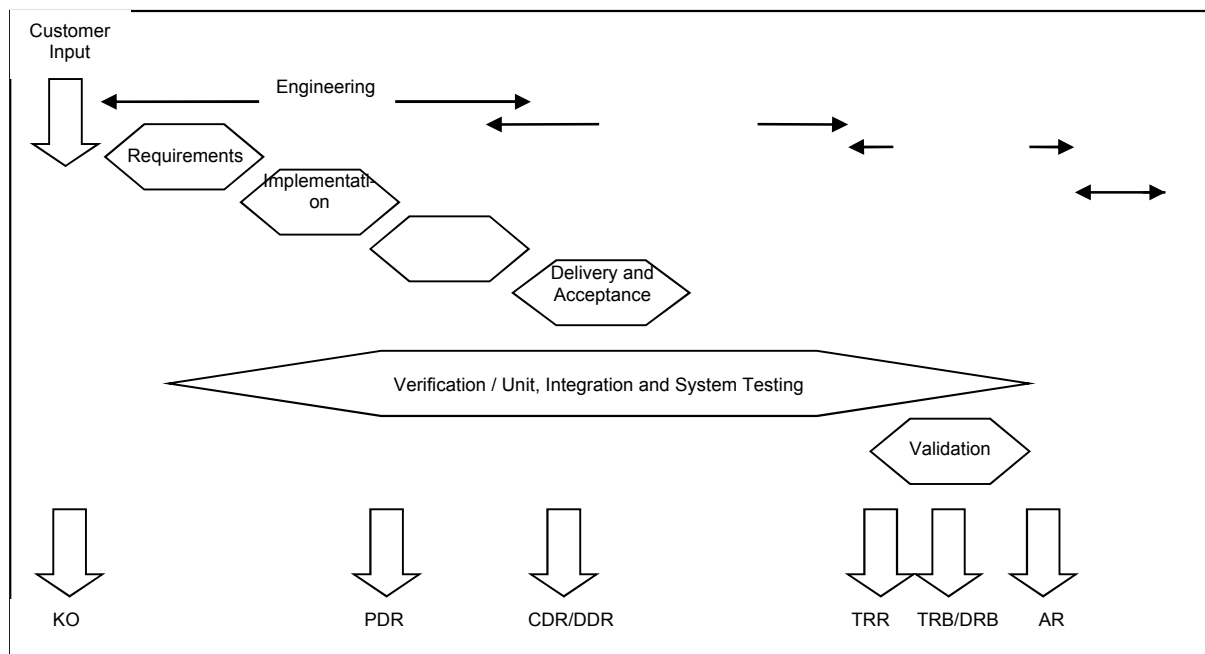 Customer
Input
Engineering
Requirements
Implementati-
on
Delivery and
Acceptance
Verification / Unit, Integration and System Testing
Validation
KO
PDR
CDR/DDR
TRR
TRB/DRB
AR